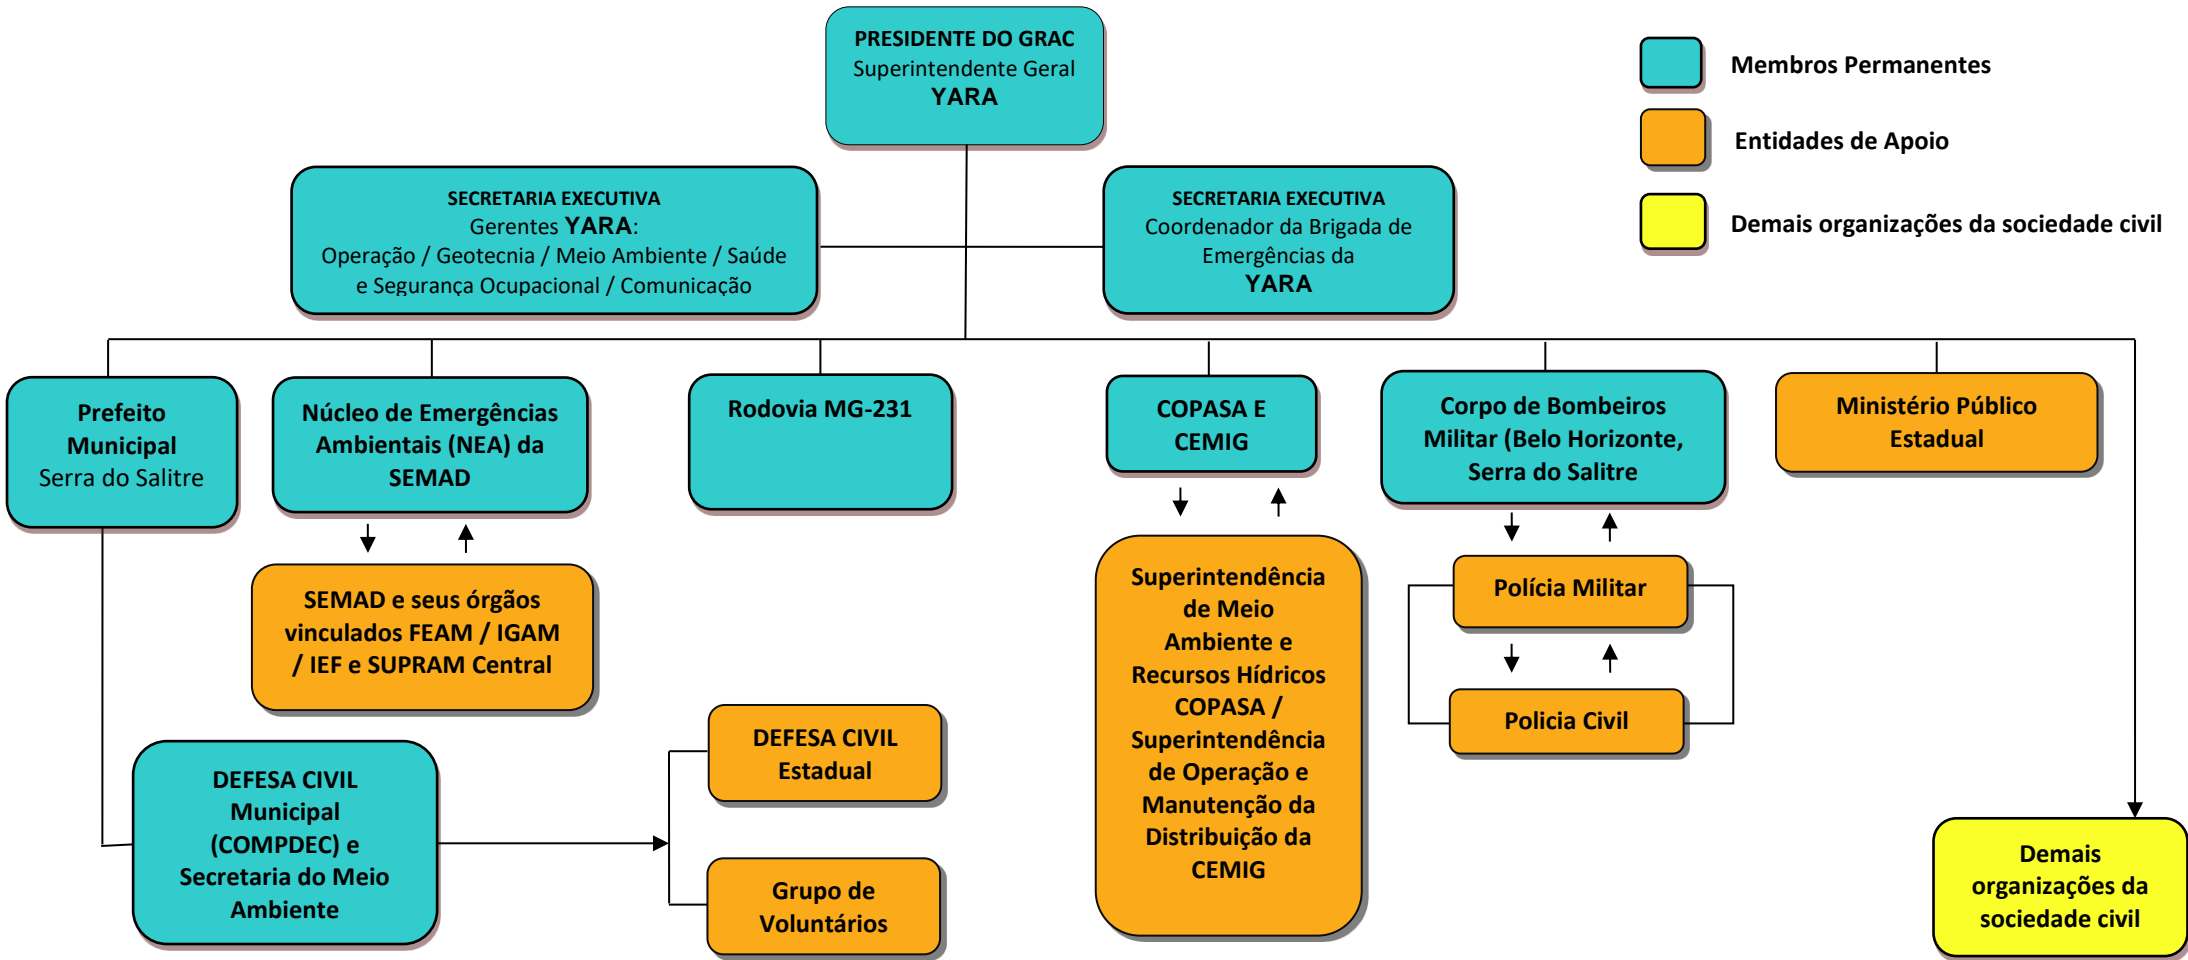 PRESIDENTE DO GRAC
Superintendente Geral
YARA
Membros Permanentes
Entidades de Apoio
Demais organizações da sociedade civil
SECRETARIA EXECUTIVA
Gerentes YARA:
Operação / Geotecnia / Meio Ambiente / Saúde
e Segurança Ocupacional / Comunicação
SECRETARIA EXECUTIVA
Coordenador da Brigada de
Emergências da
YARA
Prefeito
Municipal
Serra do Salitre
Núcleo de Emergências
Ambientais (NEA) da
SEMAD
Rodovia MG-231
COPASA E
CEMIG
Corpo de Bombeiros
Militar (Belo Horizonte,
Serra do Salitre
Ministério Público
Estadual
SEMAD e seus órgãos
vinculados FEAM / IGAM
/ IEF e SUPRAM Central
Superintendência
de Meio
Ambiente e
Recursos Hídricos
COPASA /
Superintendência
de Operação e
Manutenção da
Distribuição da
CEMIG
Polícia Militar
Policia Civil
DEFESA CIVIL
Municipal
(COMPDEC) e
Secretaria do Meio
Ambiente
DEFESA CIVIL
Estadual
Grupo de
Voluntários
Demais
organizações da
sociedade civil